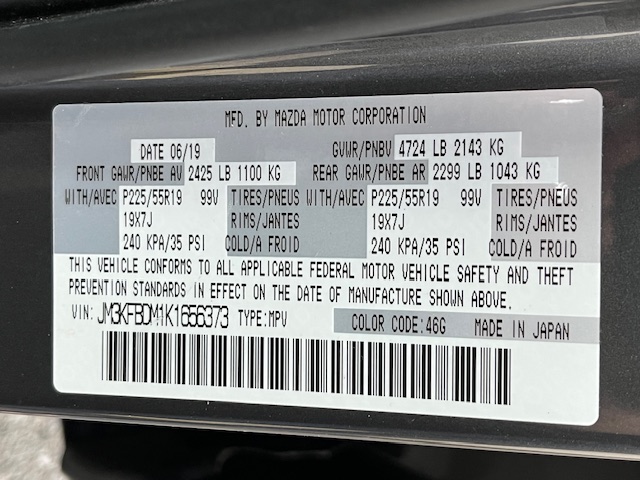 MFD. BY MAZDA MOTOR CORPORATION
DATE 06/19 GVWR/PNBV 4724 LB 2143 KG
FRONT GAWR/PNBE AV 2425 LB 1100 KG REAR GAWR/PNBE AR 2299 LB 1043 KG
WITH/AVEC P225/55R19 99V TIRES/PNEUS WITH/AVEC P225/55R19 99V TIRES/PNEUS
19X7J RIMS/JANTES 19X7J RIMS/JANTES
240 KPA/35 PSI COLD/A FROID 240 KPA/35 PSI COLD/A FROID
THIS VEHICLE CONFORMS TO ALL APPLICABLE FEDERAL MOTOR VEHICLE SAFETY AND THEFT
PREVENTION STANDARDS IN EFFECT ON THE DATE OF MANUFACTURE SHOWN ABOVE.
VIN: JM3KFBDM1K1656373 TYPE:MPV COLOR CODE:46G MADE IN JAPAN